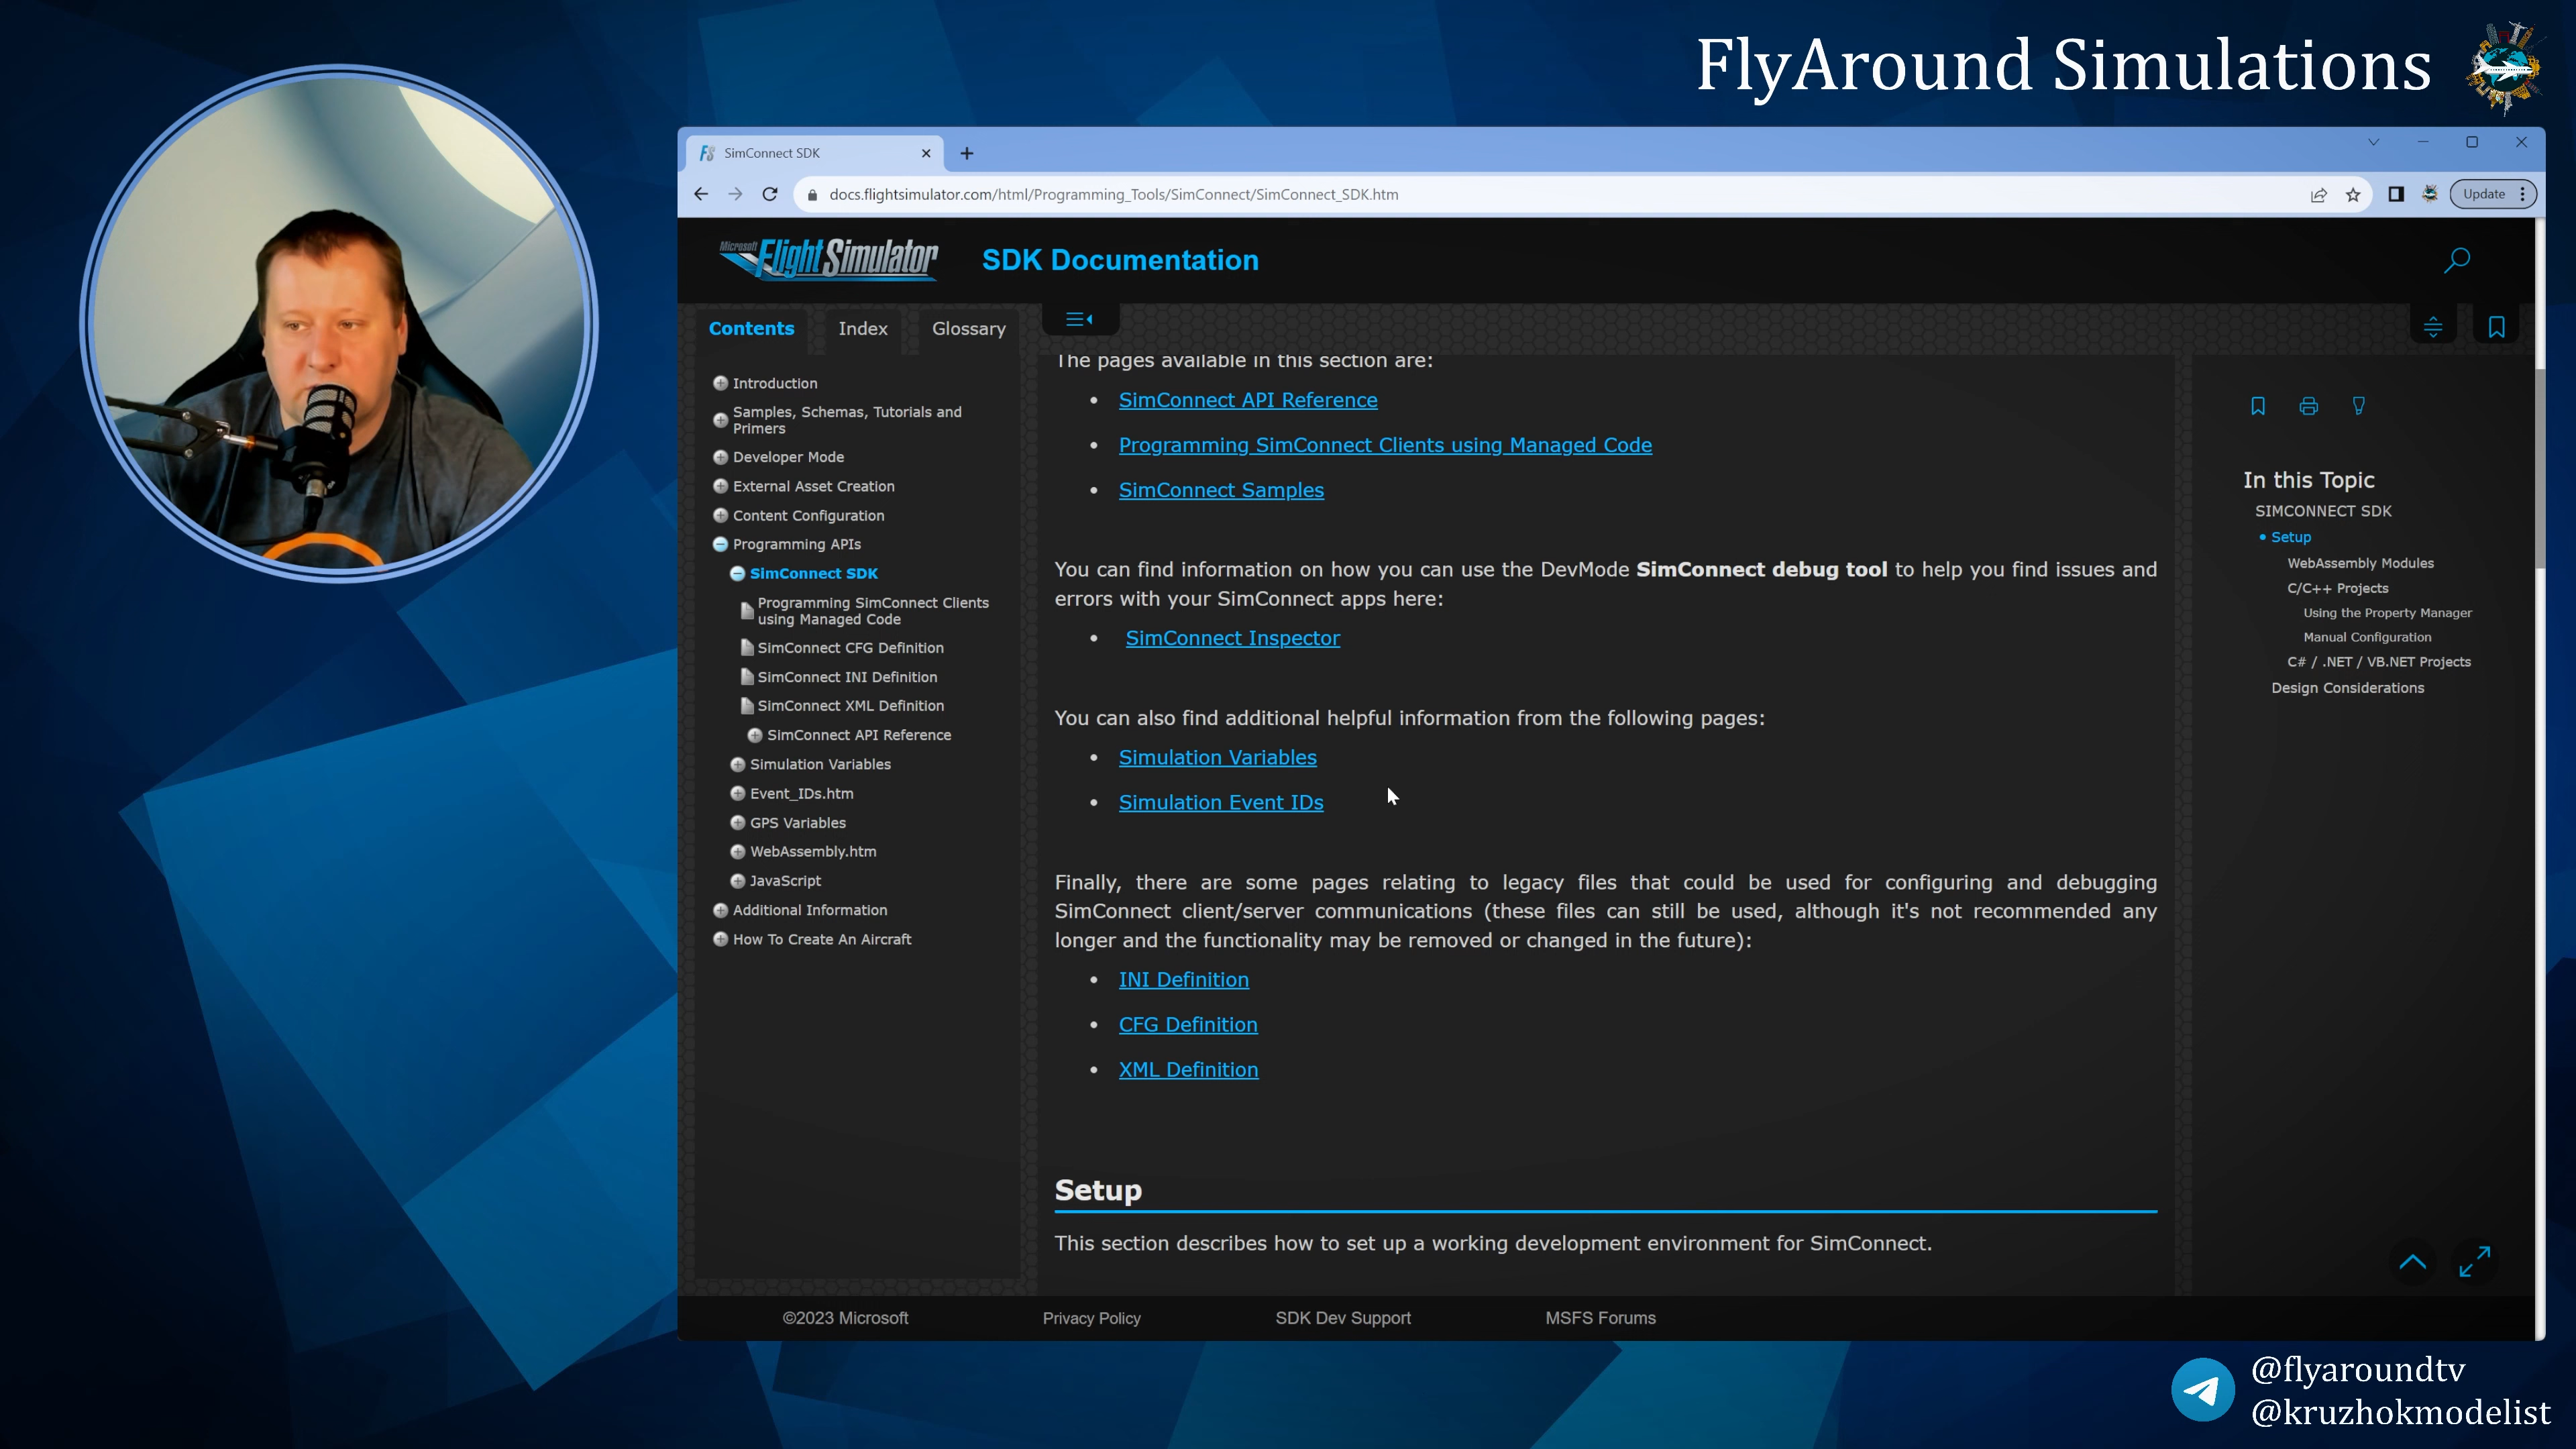 FlyAround Simulations
SimConnect SDK
docs.flightsimulator.com/html/Programming_Tools/SimConnect/SimConnect_SDK.htm
Update
Microsoft
Flight Simulator
SDK Documentation
Contents
Index
Glossary
Introduction
Samples, Schemas, Tutorials and
Primers
Developer Mode
External Asset Creation
Content Configuration
Programming APIs
SimConnect SDK
Programming SimConnect Clients
using Managed Code
SimConnect CFG Definition
SimConnect INI Definition
SimConnect XML Definition
SimConnect API Reference
Simulation Variables
Event_IDs.htm
GPS Variables
WebAssembly.htm
JavaScript
Additional Information
How To Create An Aircraft
The pages available in this section are:
• SimConnect API Reference
• Programming SimConnect Clients using Managed Code
• SimConnect Samples
You can find information on how you can use the DevMode SimConnect debug tool to help you find issues and
errors with your SimConnect apps here:
• SimConnect Inspector
You can also find additional helpful information from the following pages:
• Simulation Variables
• Simulation Event IDs
Finally, there are some pages relating to legacy files that could be used for configuring and debugging
SimConnect client/server communications (these files can still be used, although it's not recommended any
longer and the functionality may be removed or changed in the future):
• INI Definition
• CFG Definition
• XML Definition
Setup
This section describes how to set up a working development environment for SimConnect.
In this Topic
SIMCONNECT SDK
• Setup
WebAssembly Modules
C/C++ Projects
Using the Property Manager
Manual Configuration
C# / .NET / VB.NET Projects
Design Considerations
©2023 Microsoft
Privacy Policy
SDK Dev Support
MSFS Forums
@flyaroundtv
@kruzhokmodelist